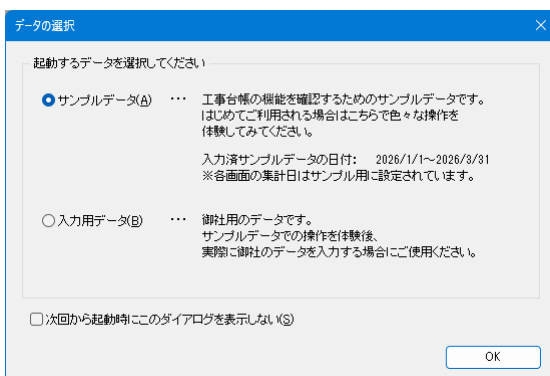 データの選択
起動するデータを選択してください
サンプルデータ(A) ・・・ 工事台帳の機能を確認するためのサンプルデータです。
はじめてご利用される場合はこちらで色々な操作を
体験してみてください。
入力済サンプルデータの日付: 2026/1/1~2026/3/31
※各画面の集計日はサンプル用に設定されています。
入力用データ(B) ・・・ 御社用のデータです。
サンプルデータでの操作を体験後、
実際に御社のデータを入力する場合にご使用ください。
次回から起動時にこのダイアログを表示しない(S)
OK